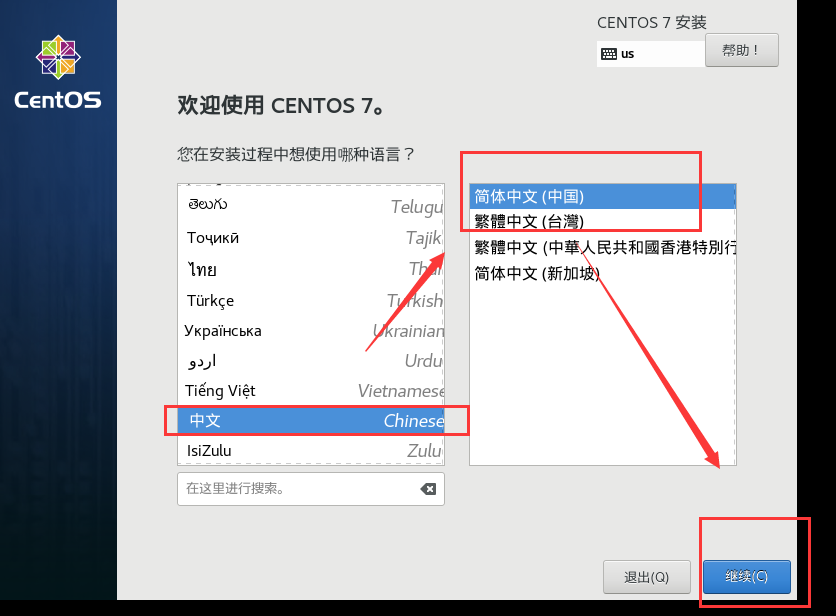 CENTOS 7 安装
us
帮助！
CentOS
欢迎使用 CENTOS 7。
您在安装过程中想使用哪种语言？
తెలుగు Telugu
Тоҷикӣ Tajik
ไทย Thai
Türkçe Turkish
Українська Ukrainian
اردو Urdu
Tiếng Việt Vietnamese
中文 Chinese
IsiZulu Zulu
简体中文 (中国)
繁體中文 (台灣)
繁體中文 (中華人民共和國香港特別行
简体中文 (新加坡)
在这里进行搜索。
退出(Q)
继续(C)